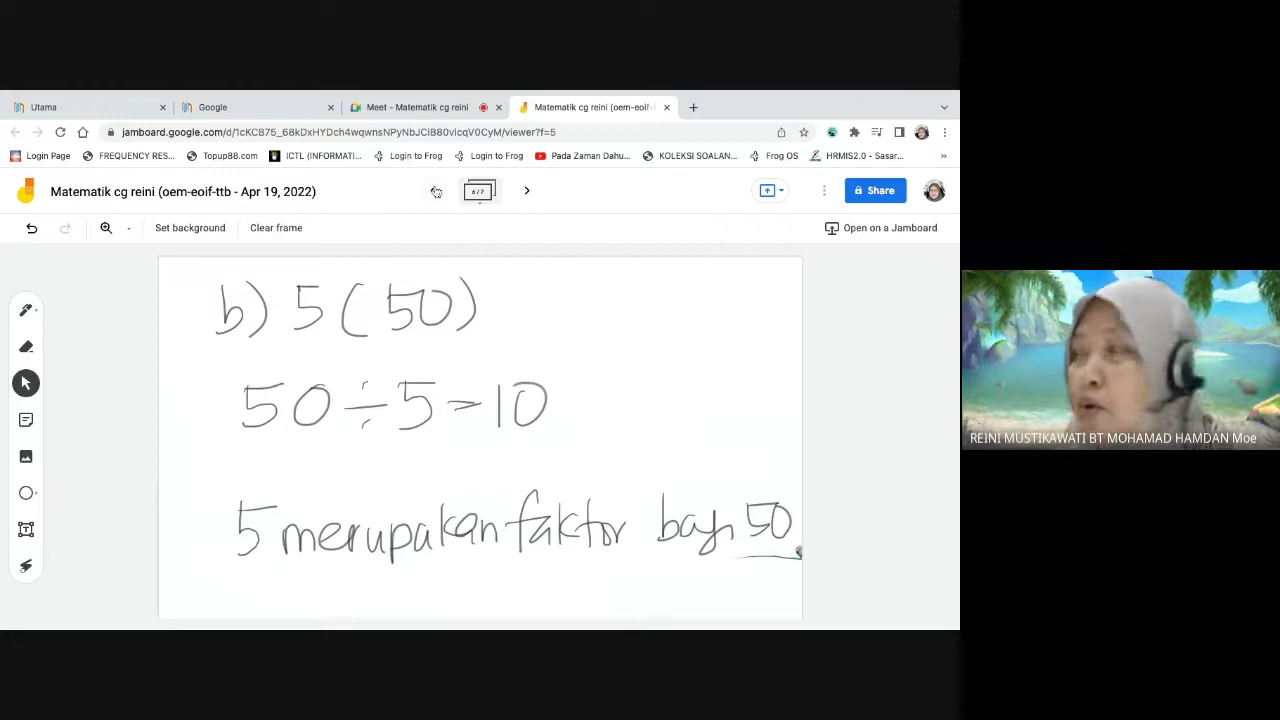 Utama
Google
Meet - Matematik cg reini
Matematik cg reini (oem-eoif-
jamboard.google.com/d/1cKCB75_68kDxHYDch4wqwnsNPyNbJCiB80vlcqV0CyM/viewer?f=5
Login Page
FREQUENCY RES...
Topup88.com
ICTL (INFORMATI...
Login to Frog
Login to Frog
Pada Zaman Dahu...
KOLEKSI SOALAN...
Frog OS
HRMIS2.0 - Sasar...
»
Matematik cg reini (oem-eoif-ttb - Apr 19, 2022)
6/7
Share
Set background
Clear frame
Open on a Jamboard
b) 5 ( 50)
50 ÷ 5 = 10
5 merupakan faktor bagi 50
REINI MUSTIKAWATI BT MOHAMAD HAMDAN Moe